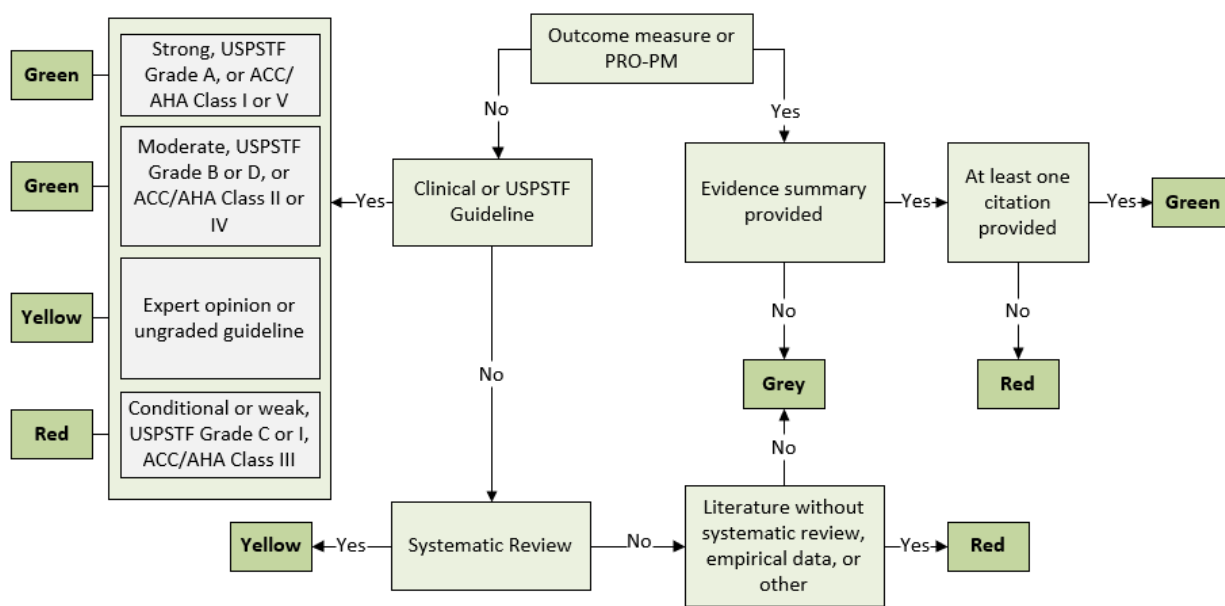 Outcome measure or
PRO-PM
No
Yes
Green
Strong, USPSTF
Grade A, or ACC/
AHA Class I or V
Green
Moderate, USPSTF
Grade B or D, or
ACC/AHA Class II or
IV
Yellow
Expert opinion or
ungraded guideline
Red
Conditional or weak,
USPSTF Grade C or I,
ACC/AHA Class III
Yes
Clinical or USPSTF
Guideline
Evidence summary
provided
Yes
At least one
citation
provided
Yes
Green
No
No
No
Grey
Red
No
Yellow
Yes
Systematic Review
No
Literature without
systematic review,
empirical data, or
other
Yes
Red